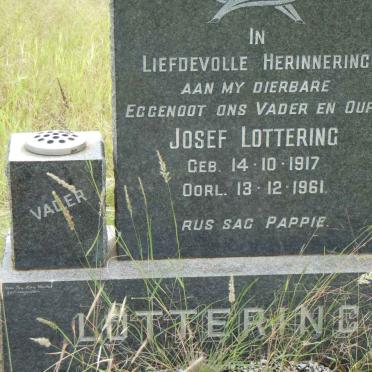 IN
LIEFDEVOLLE HERINNERING
AAN MY DIERBARE
EGGENOOT ONS VADER EN OUP
JOSEF LOTTERING
GEB. 14·10·1917
OORL. 13·12·1961.
RUS SAG PAPPIE.
VADER
LOTTERING